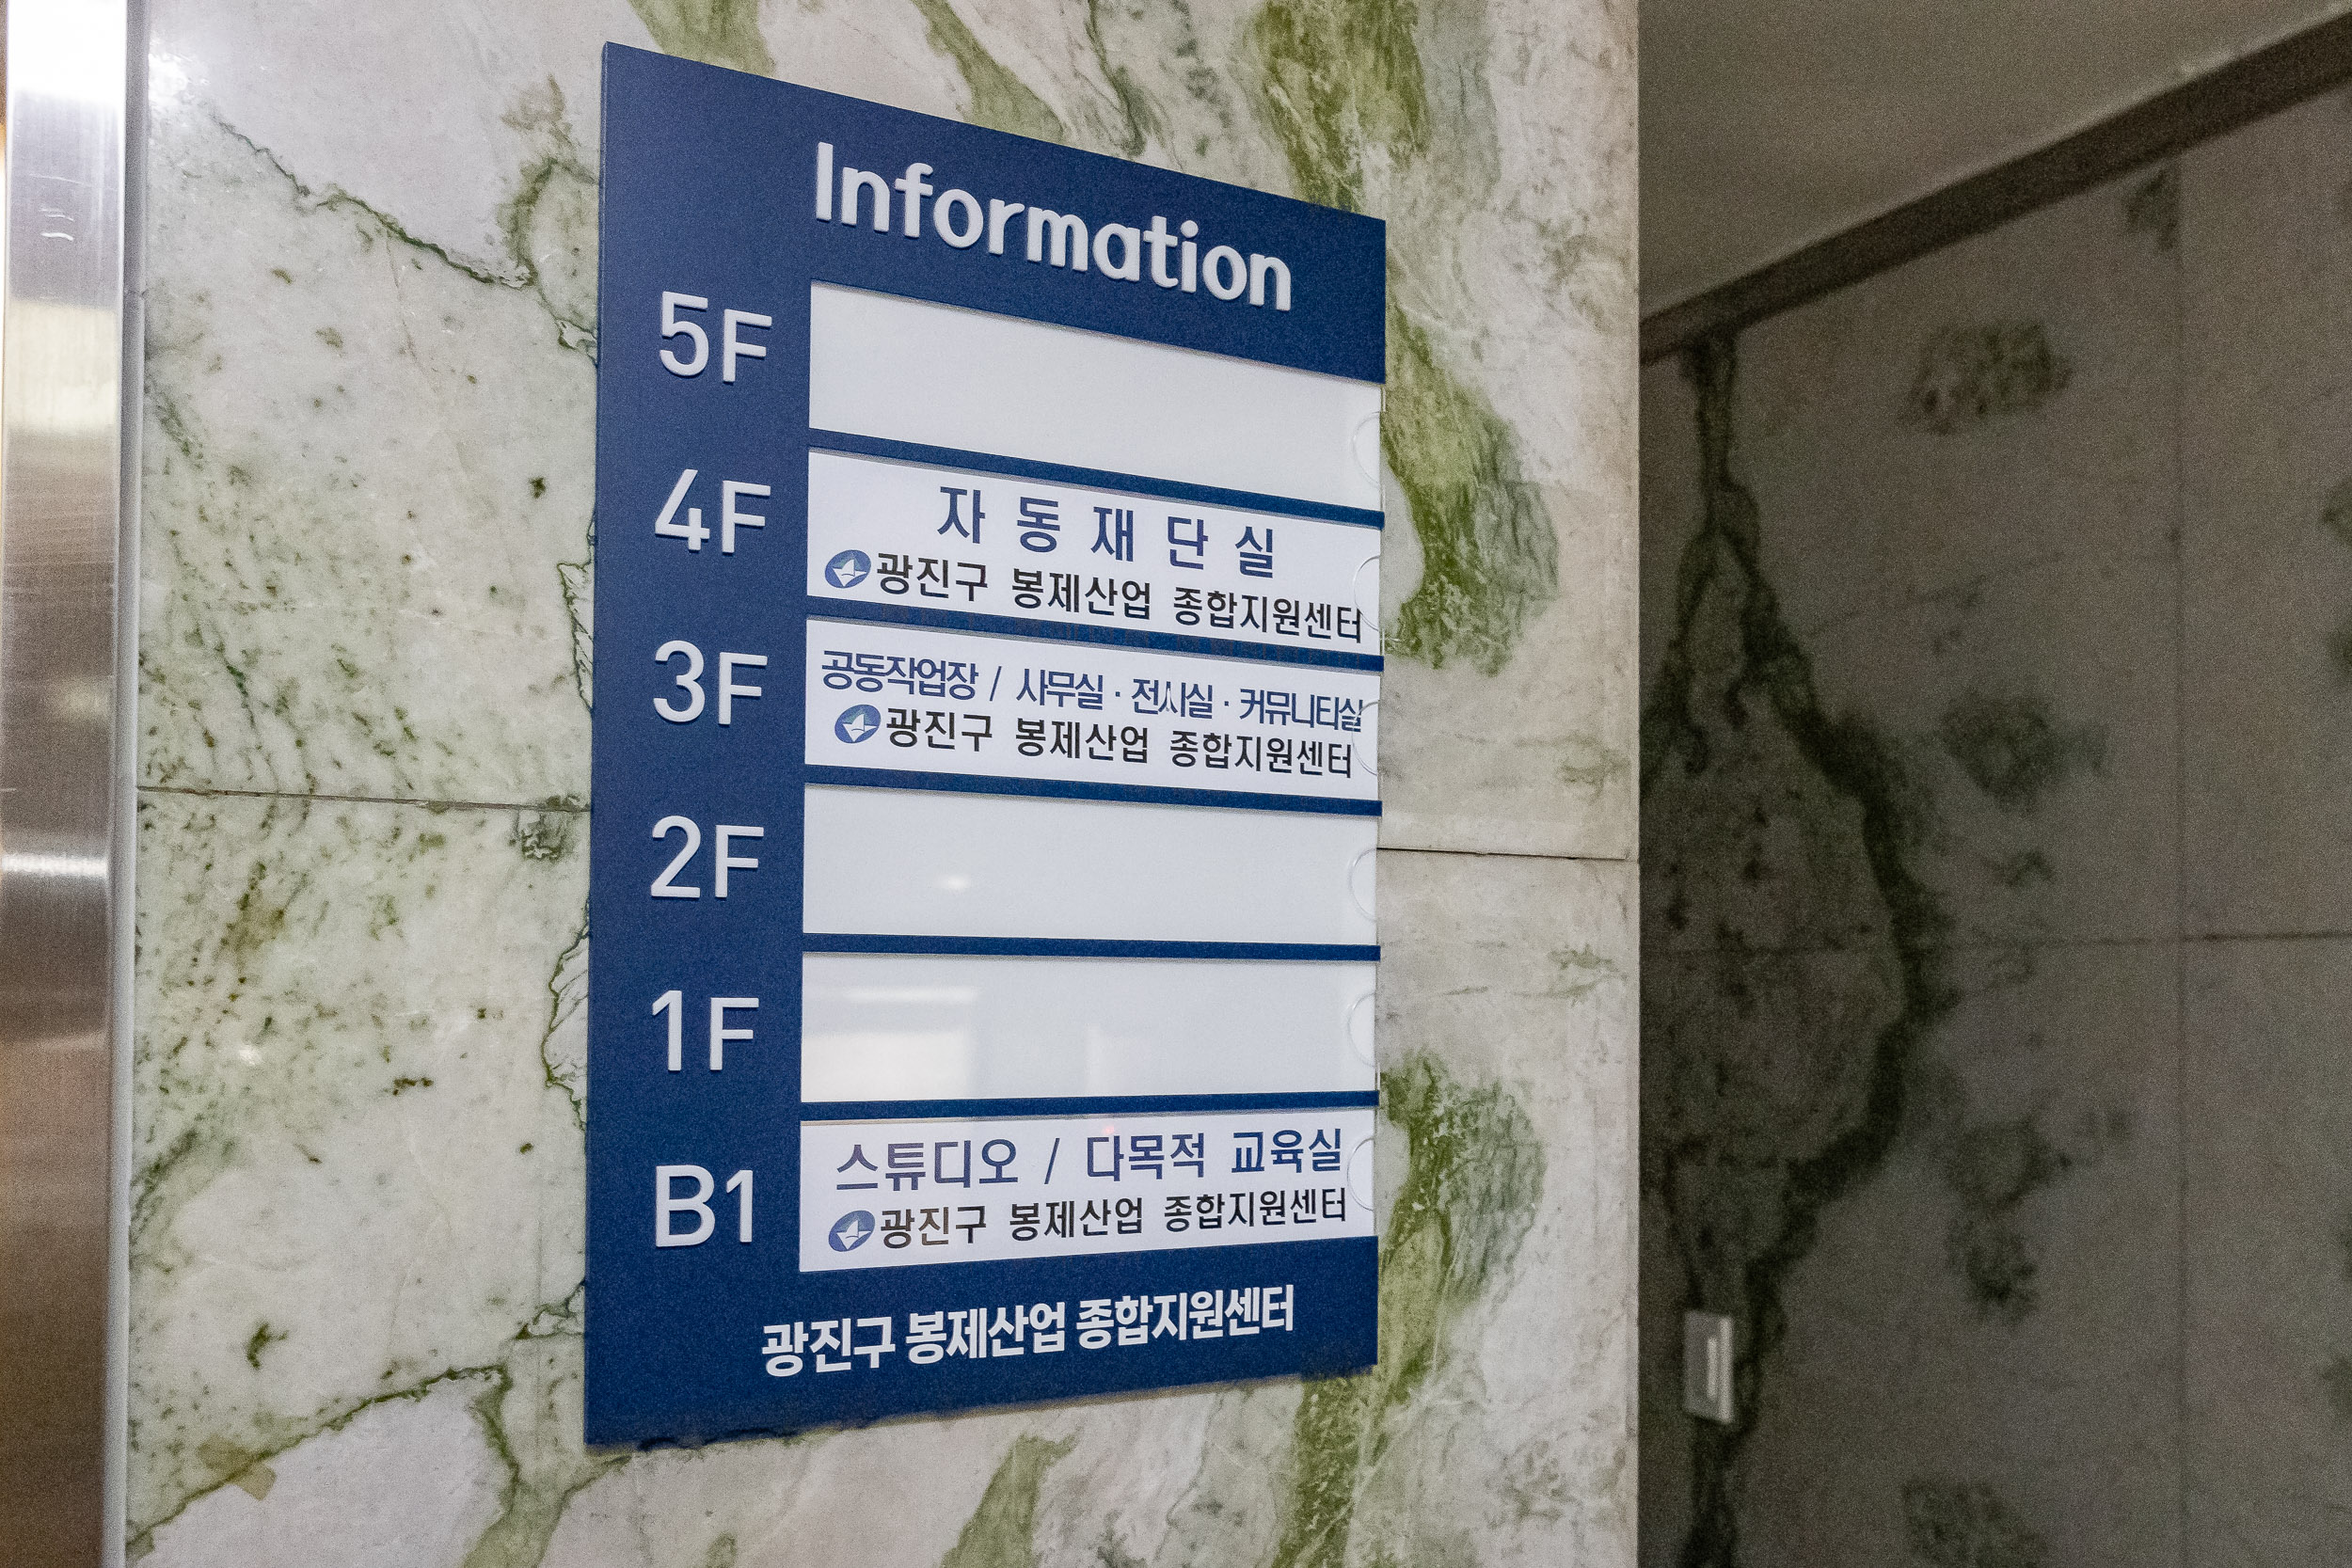 Information
5F
4F
자동재단실
광진구 봉제산업 종합지원센터
3F
공동작업장 / 사무실 · 전시실 · 커뮤니티실
광진구 봉제산업 종합지원센터
2F
1F
B1
스튜디오 / 다목적 교육실
광진구 봉제산업 종합지원센터
광진구 봉제산업 종합지원센터